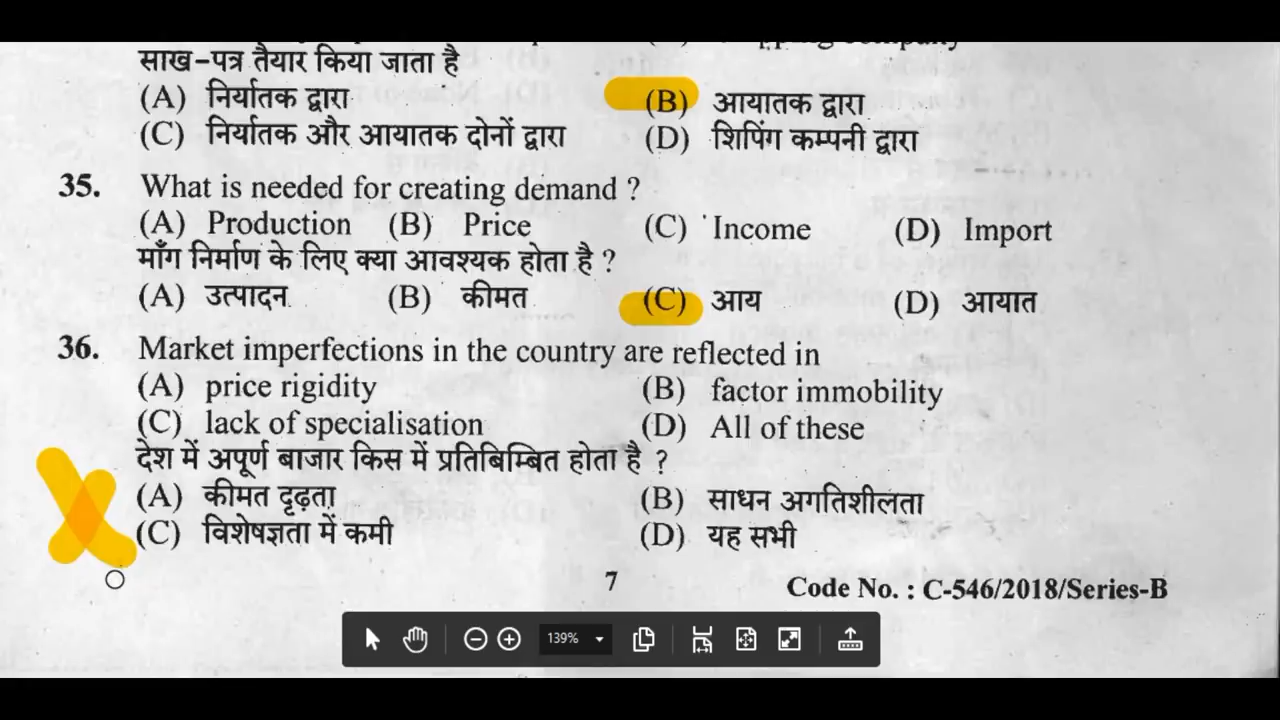 साख-पत्र तैयार किया जाता है
(A) निर्यातक द्वारा (B) आयातक द्वारा
(C) निर्यातक और आयातक दोनों द्वारा (D) शिपिंग कम्पनी द्वारा
35. What is needed for creating demand ?
(A) Production (B) Price (C) Income (D) Import
माँग निर्माण के लिए क्या आवश्यक होता है ?
(A) उत्पादन (B) कीमत (C) आय (D) आयात
36. Market imperfections in the country are reflected in
(A) price rigidity (B) factor immobility
(C) lack of specialisation (D) All of these
देश में अपूर्ण बाजार किस में प्रतिबिम्बित होता है ?
(A) कीमत दृढ़ता (B) साधन अगतिशीलता
(C) विशेषज्ञता में कमी (D) यह सभी
7 Code No. : C-546/2018/Series-B
139%